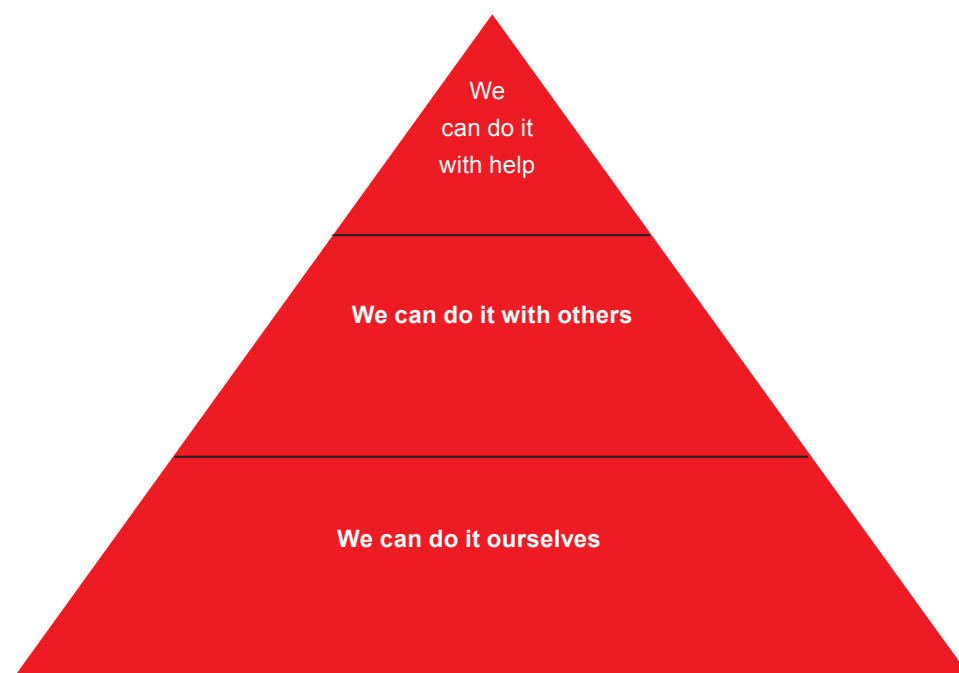 We
can do it
with help
We can do it with others
We can do it ourselves